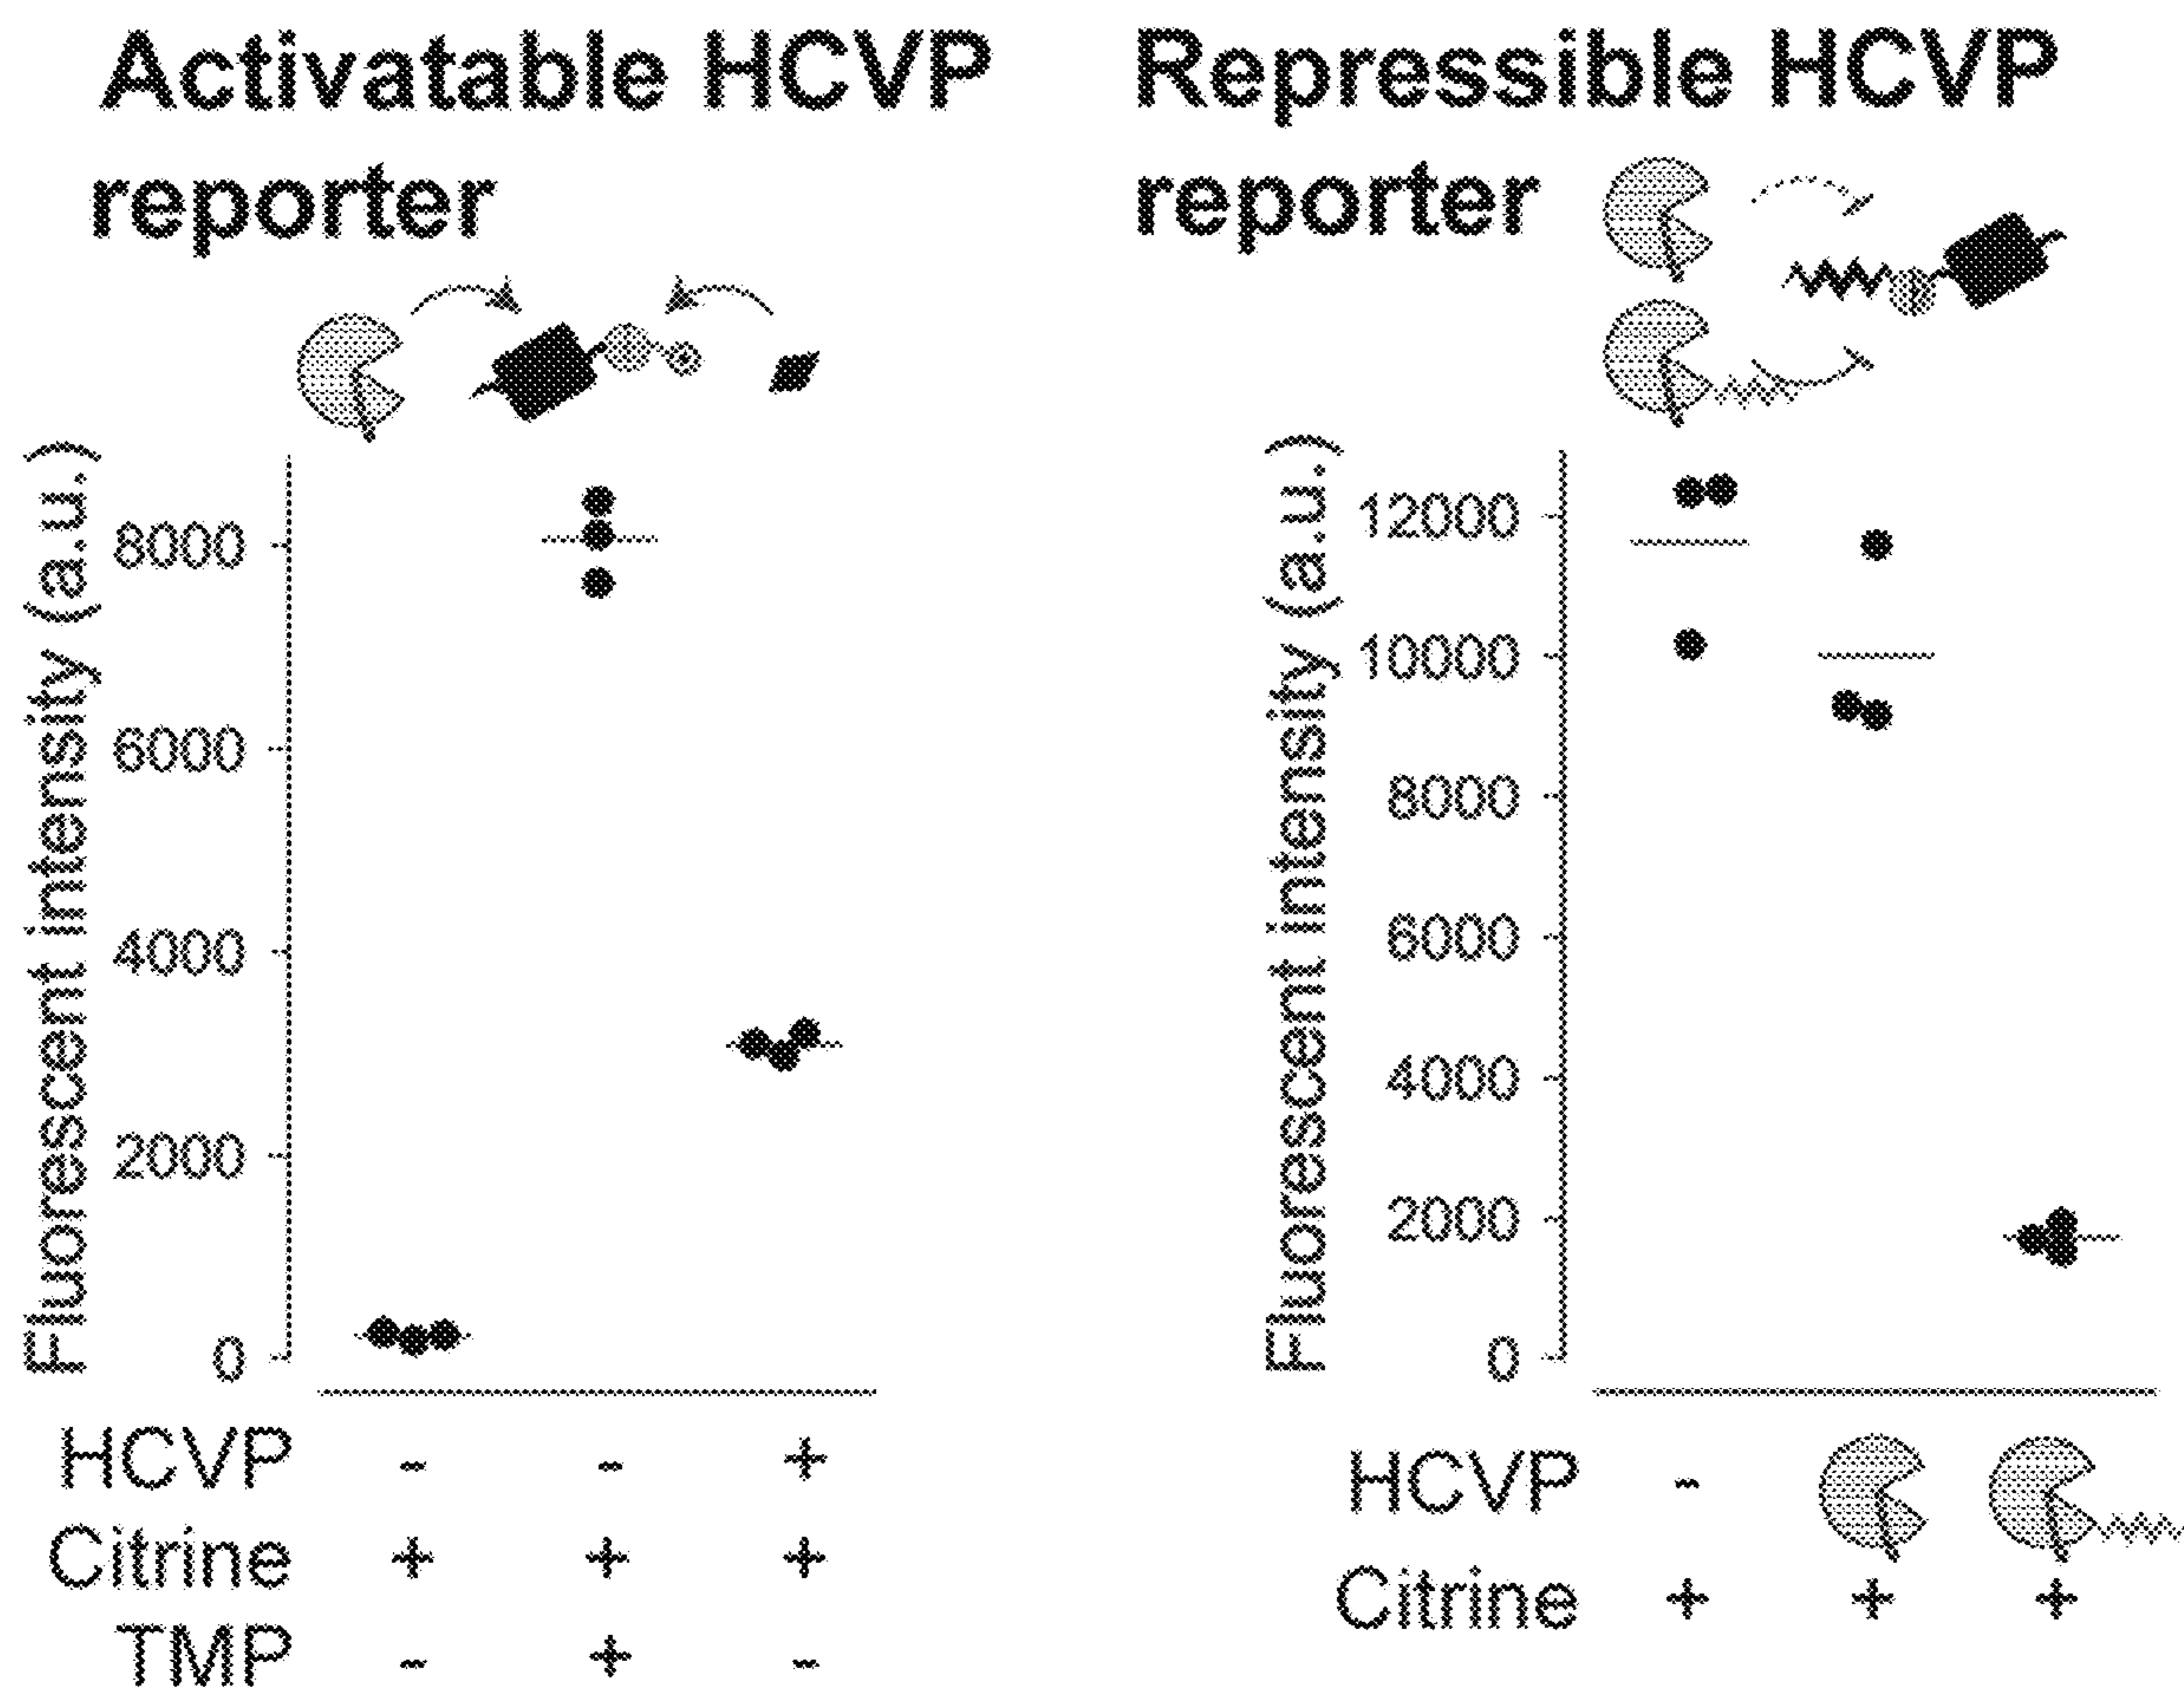 Activatable HCVP
reporter
Fluorescent intensity (a.u.)
8000
6000
4000
2000
0
HCVP - - +
Citrine + + +
TMP - + -
Repressible HCVP
reporter
Fluorescent intensity (a.u.)
12000
10000
8000
6000
4000
2000
0
HCVP -
Citrine + + +